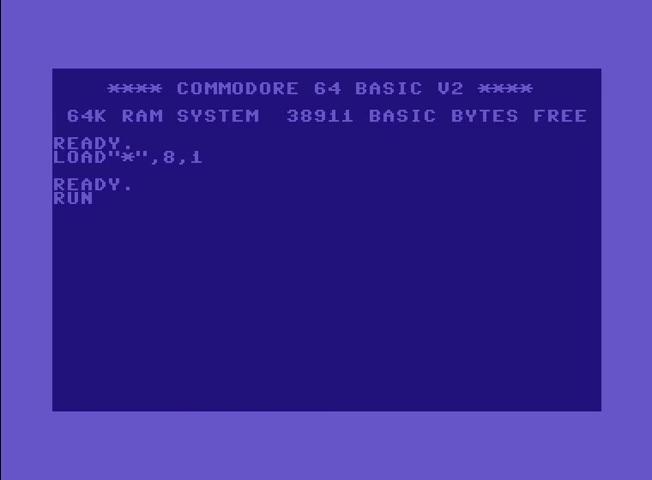 **** COMMODORE 64 BASIC V2 ****
64K RAM SYSTEM  38911 BASIC BYTES FREE
READY.
LOAD"*",8,1
READY.
RUN